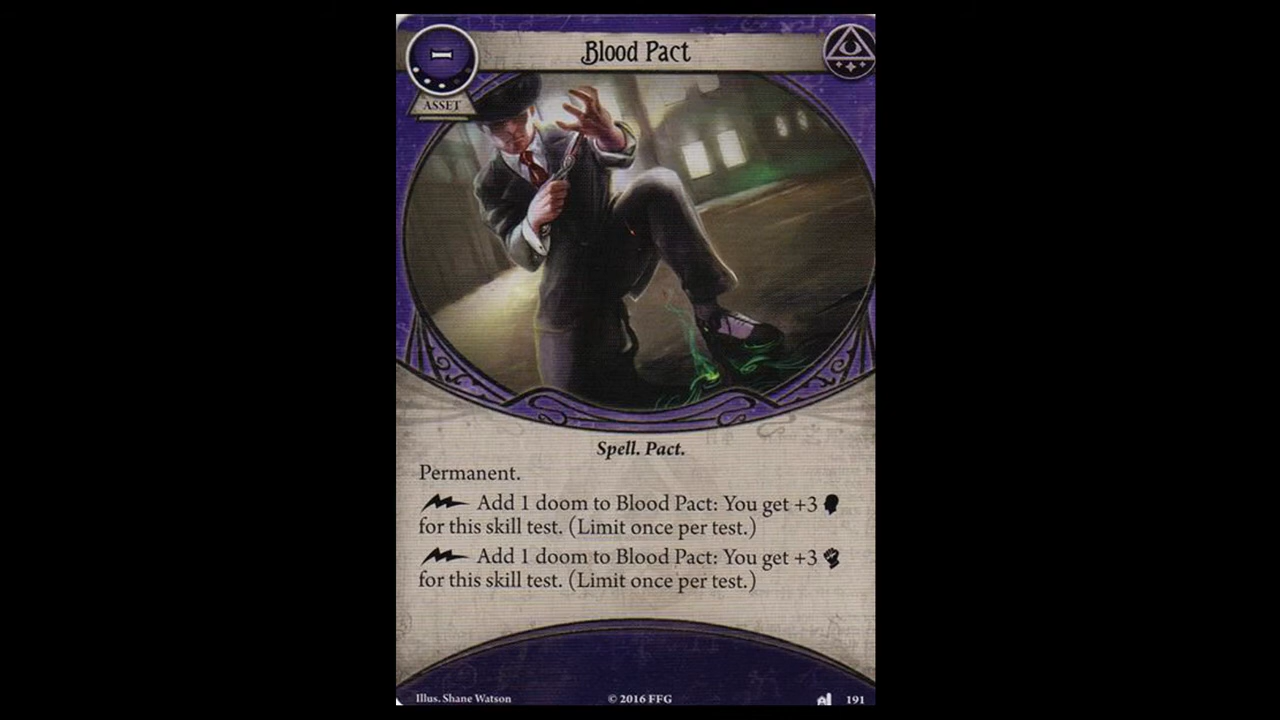 Blood Pact
ASSET
Spell. Pact.
Permanent.
Add 1 doom to Blood Pact: You get +3
for this skill test. (Limit once per test.)
Add 1 doom to Blood Pact: You get +3
for this skill test. (Limit once per test.)
Illus. Shane Watson © 2016 FFG 191